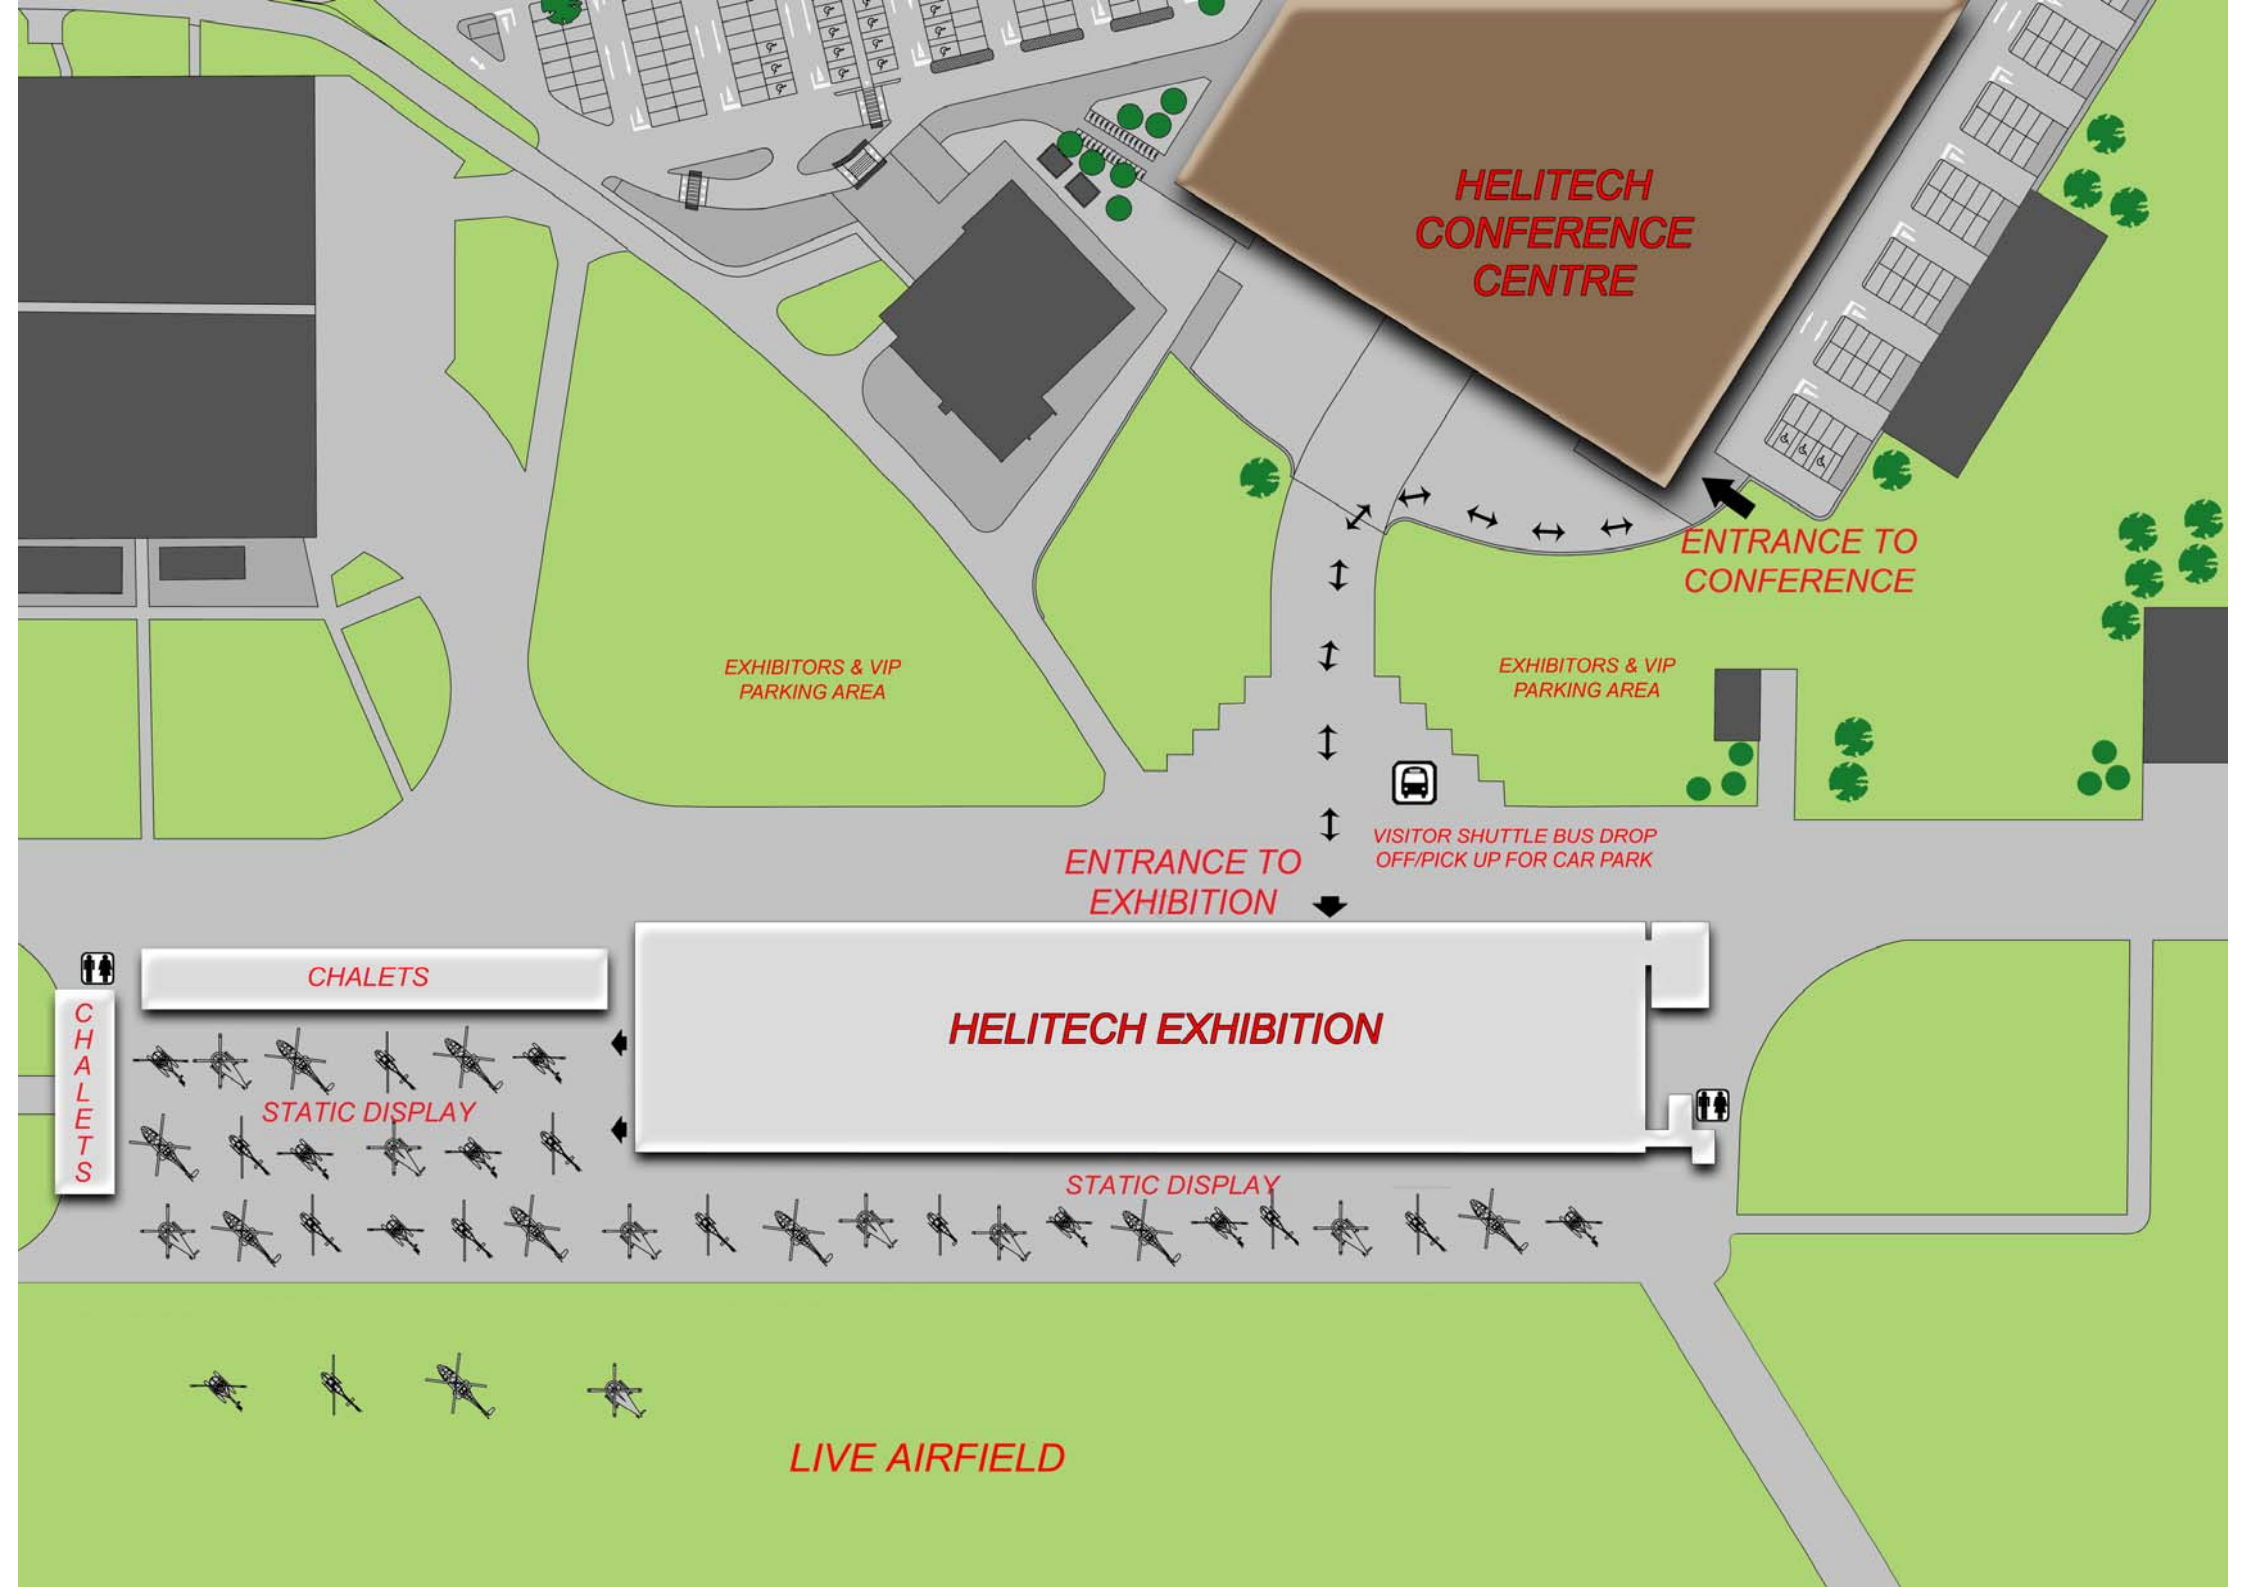 HELITECH
CONFERENCE
CENTRE
ENTRANCE TO
CONFERENCE
EXHIBITORS & VIP
PARKING AREA
EXHIBITORS & VIP
PARKING AREA
VISITOR SHUTTLE BUS DROP
OFF/PICK UP FOR CAR PARK
ENTRANCE TO
EXHIBITION
CHALETS
CHALETS
HELITECH EXHIBITION
STATIC DISPLAY
STATIC DISPLAY
LIVE AIRFIELD